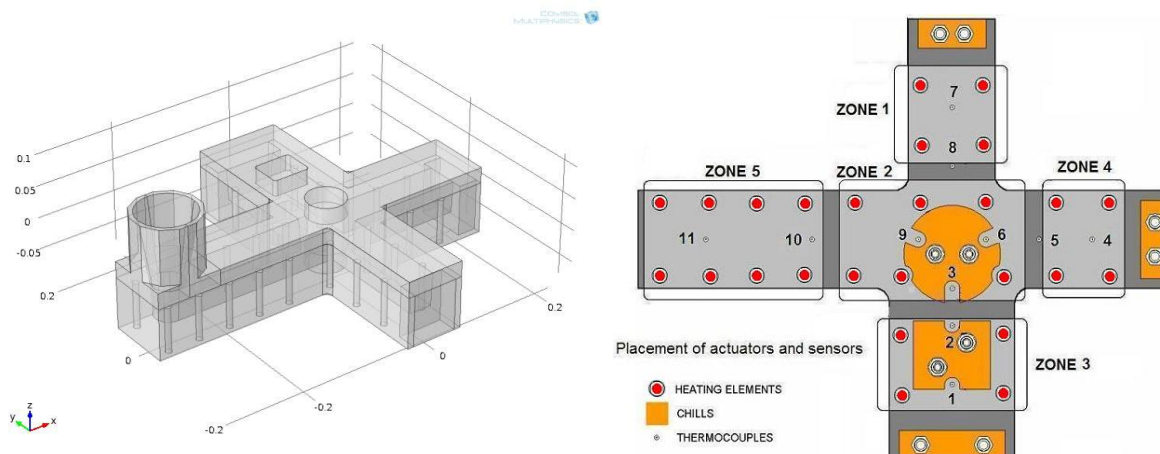 COMSOL
MULTIPHYSICS
0.1
0.05
0
-0.05
0.2
0
-0.2
-0.2
0
0.2
z
y
x
ZONE 1
7
8
ZONE 5
ZONE 2
ZONE 4
11
10
9
6
5
4
3
Placement of actuators and sensors
2
ZONE 3
1
HEATING ELEMENTS
CHILLS
THERMOCOUPLES